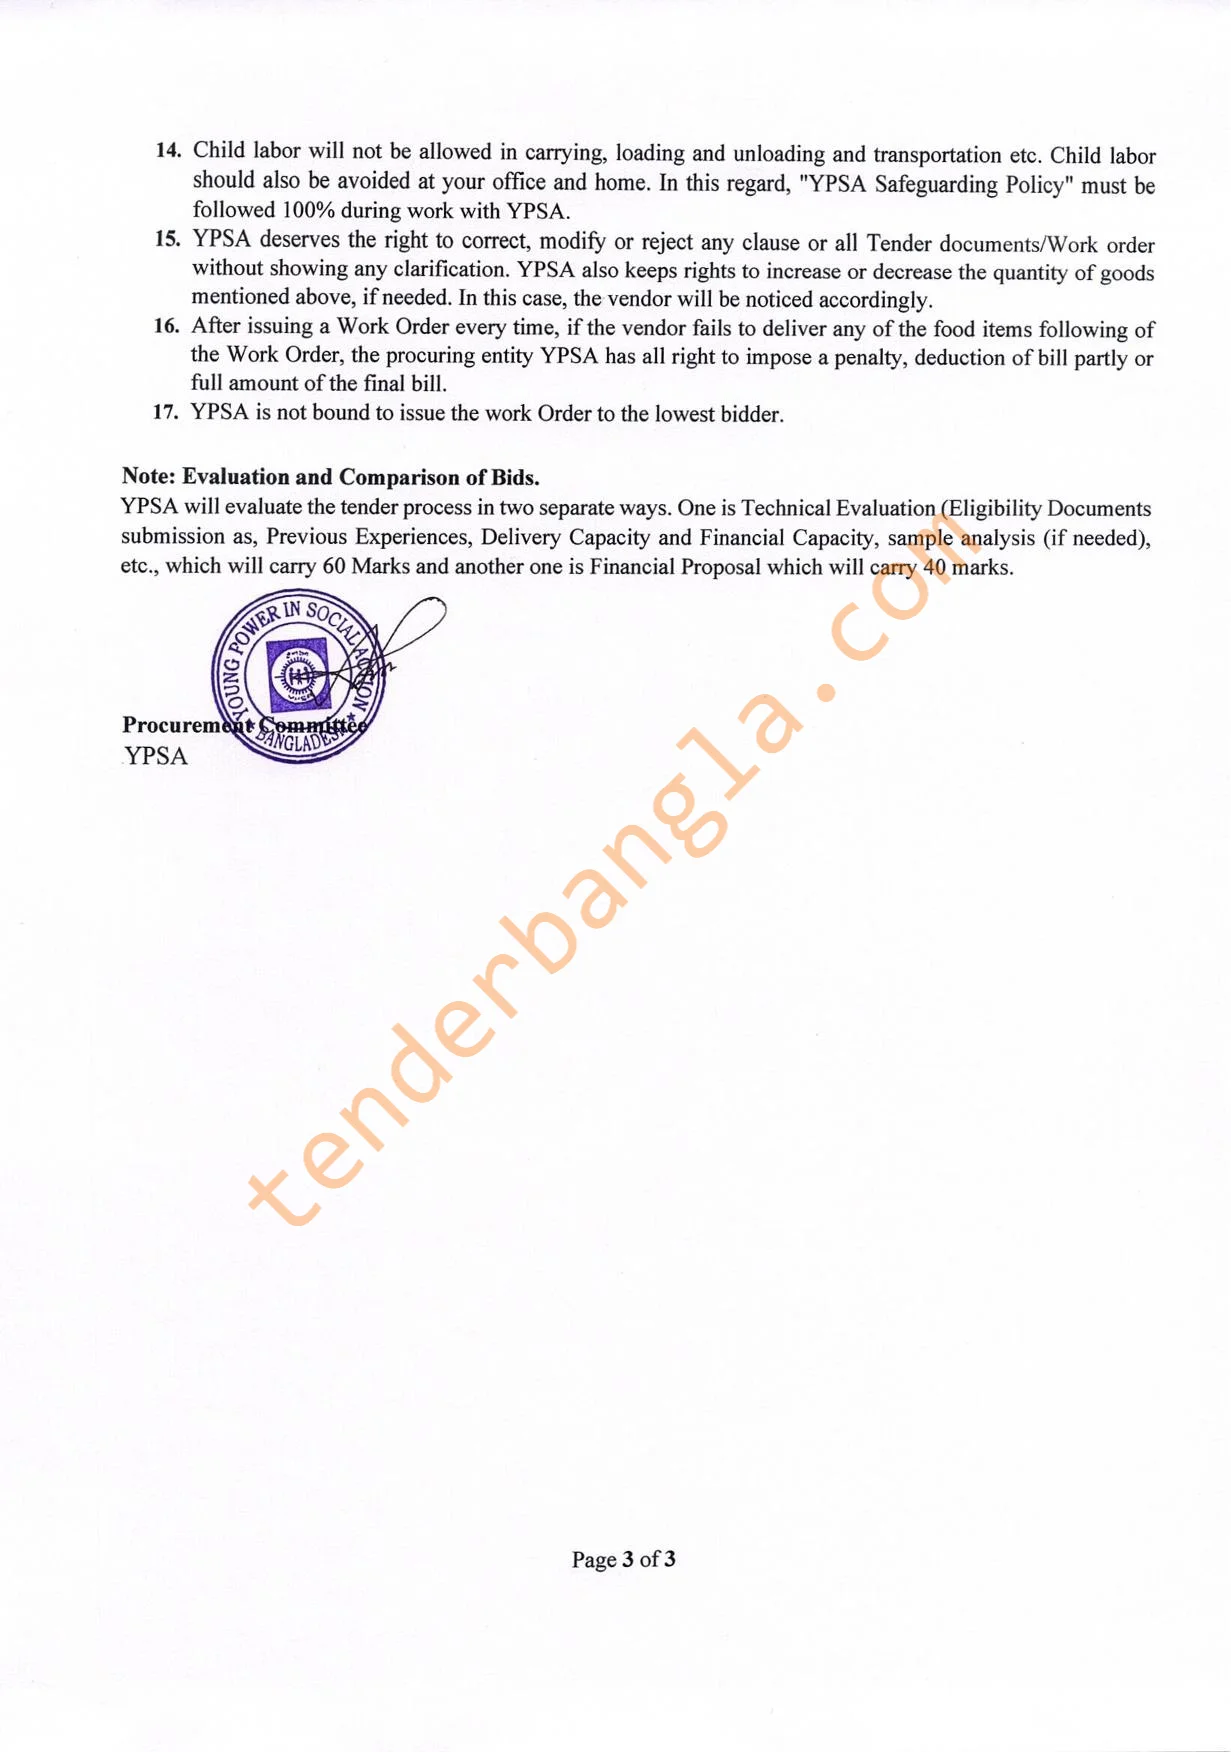 14. Child labor will not be allowed in carrying, loading and unloading and transportation etc. Child labor
should also be avoided at your office and home. In this regard, "YPSA Safeguarding Policy" must be
followed 100% during work with YPSA.
15. YPSA deserves the right to correct, modify or reject any clause or all Tender documents/Work order
without showing any clarification. YPSA also keeps rights to increase or decrease the quantity of goods
mentioned above, if needed. In this case, the vendor will be noticed accordingly.
16. After issuing a Work Order every time, if the vendor fails to deliver any of the food items following of
the Work Order, the procuring entity YPSA has all right to impose a penalty, deduction of bill partly or
full amount of the final bill.
17. YPSA is not bound to issue the work Order to the lowest bidder.
Note: Evaluation and Comparison of Bids.
YPSA will evaluate the tender process in two separate ways. One is Technical Evaluation (Eligibility Documents
submission as, Previous Experiences, Delivery Capacity and Financial Capacity, sample analysis (if needed),
etc., which will carry 60 Marks and another one is Financial Proposal which will carry 40 marks.
YOUNG POWER IN SOCIAL ACTION
★ BANGLADESH ★
Procurement Committee
YPSA
tenderbangla.com
Page 3 of 3